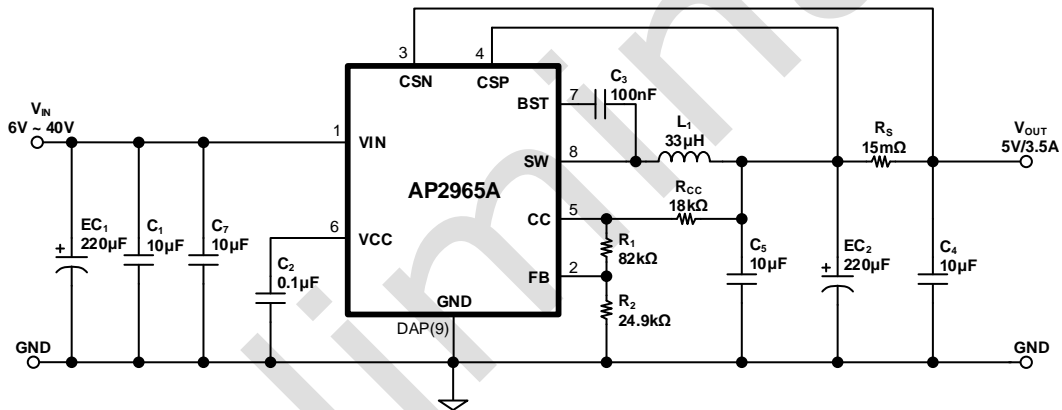 3
4
CSN
CSP
C3
100nF
7
BST
VIN
6V ~ 40V
1
VIN
L1
33µH
RS
15mΩ
VOUT
5V/3.5A
8
SW
AP2965A
RCC
18kΩ
5
CC
6
VCC
EC1
220µF
+
C1
10µF
C7
10µF
R1
82kΩ
C2
0.1µF
2
FB
C5
10µF
EC2
220µF
+
C4
10µF
R2
24.9kΩ
GND
DAP(9)
GND
GND